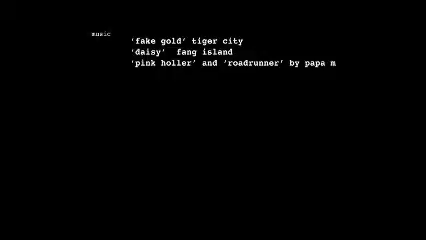 music
‘fake gold’ tiger city
‘daisy’ fang island
‘pink holler’ and ‘roadrunner’ by papa m